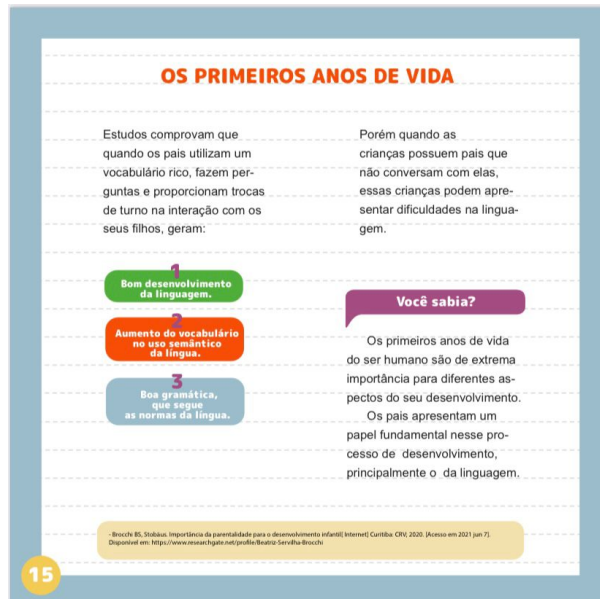 OS PRIMEIROS ANOS DE VIDA
Estudos comprovam que
quando os pais utilizam um
vocabulário rico, fazem per-
guntas e proporcionam trocas
de turno na interação com os
seus filhos, geram:
1
Bom desenvolvimento
da linguagem.
2
Aumento do vocabulário
no uso semântico
da língua.
3
Boa gramática,
que segue
as normas da língua.
Porém quando as
crianças possuem pais que
não conversam com elas,
essas crianças podem apre-
sentar dificuldades na lingua-
gem.
Você sabia?
Os primeiros anos de vida
do ser humano são de extrema
importância para diferentes as-
pectos do seu desenvolvimento.
Os pais apresentam um
papel fundamental nesse pro-
cesso de desenvolvimento,
principalmente o da linguagem.
- Brocchi BS, Stobäus. Importância da parentalidade para o desenvolvimento infantil[ Internet] Curitiba: CRV; 2020. [Acesso em 2021 jun 7].
Disponível em: https://www.researchgate.net/profile/Beatriz-Servilha-Brocchi
15